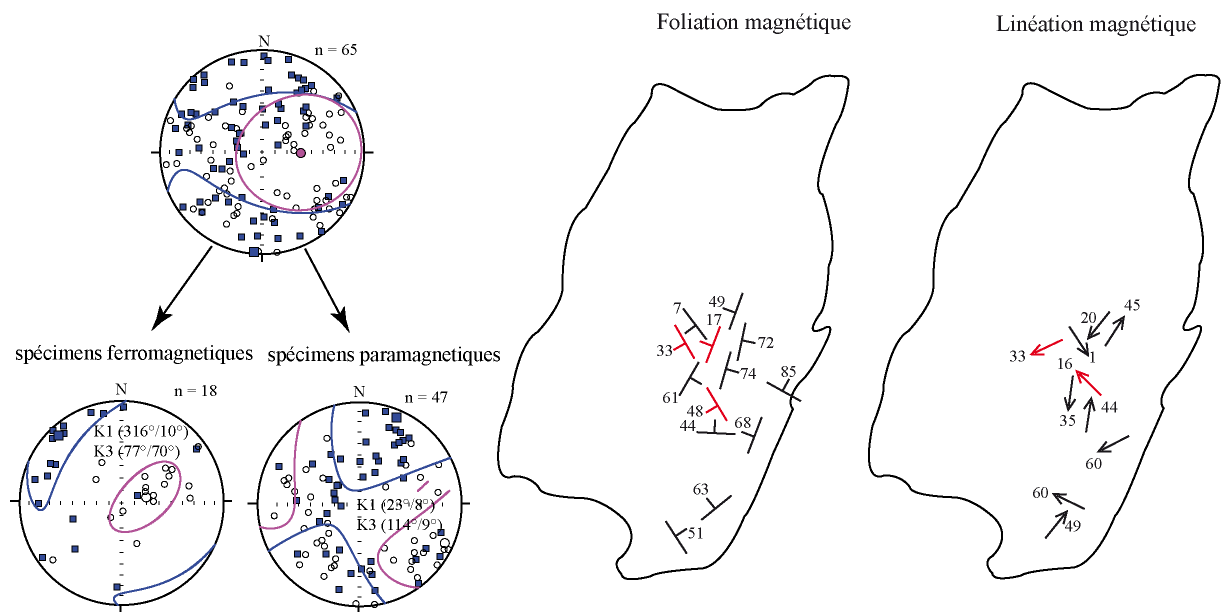 Foliation magnétique
Linéation magnétique
N
n = 65
spécimens ferromagnetiques
spécimens paramagnetiques
N
n = 18
K1 (316°/10°)
K3 (77°/70°)
N
n = 47
K1 (23°/8°)
K3 (114°/9°)
7
49
17
33
72
74
85
61
48
44
68
63
51
45
20
33
1
16
35
44
60
60
49